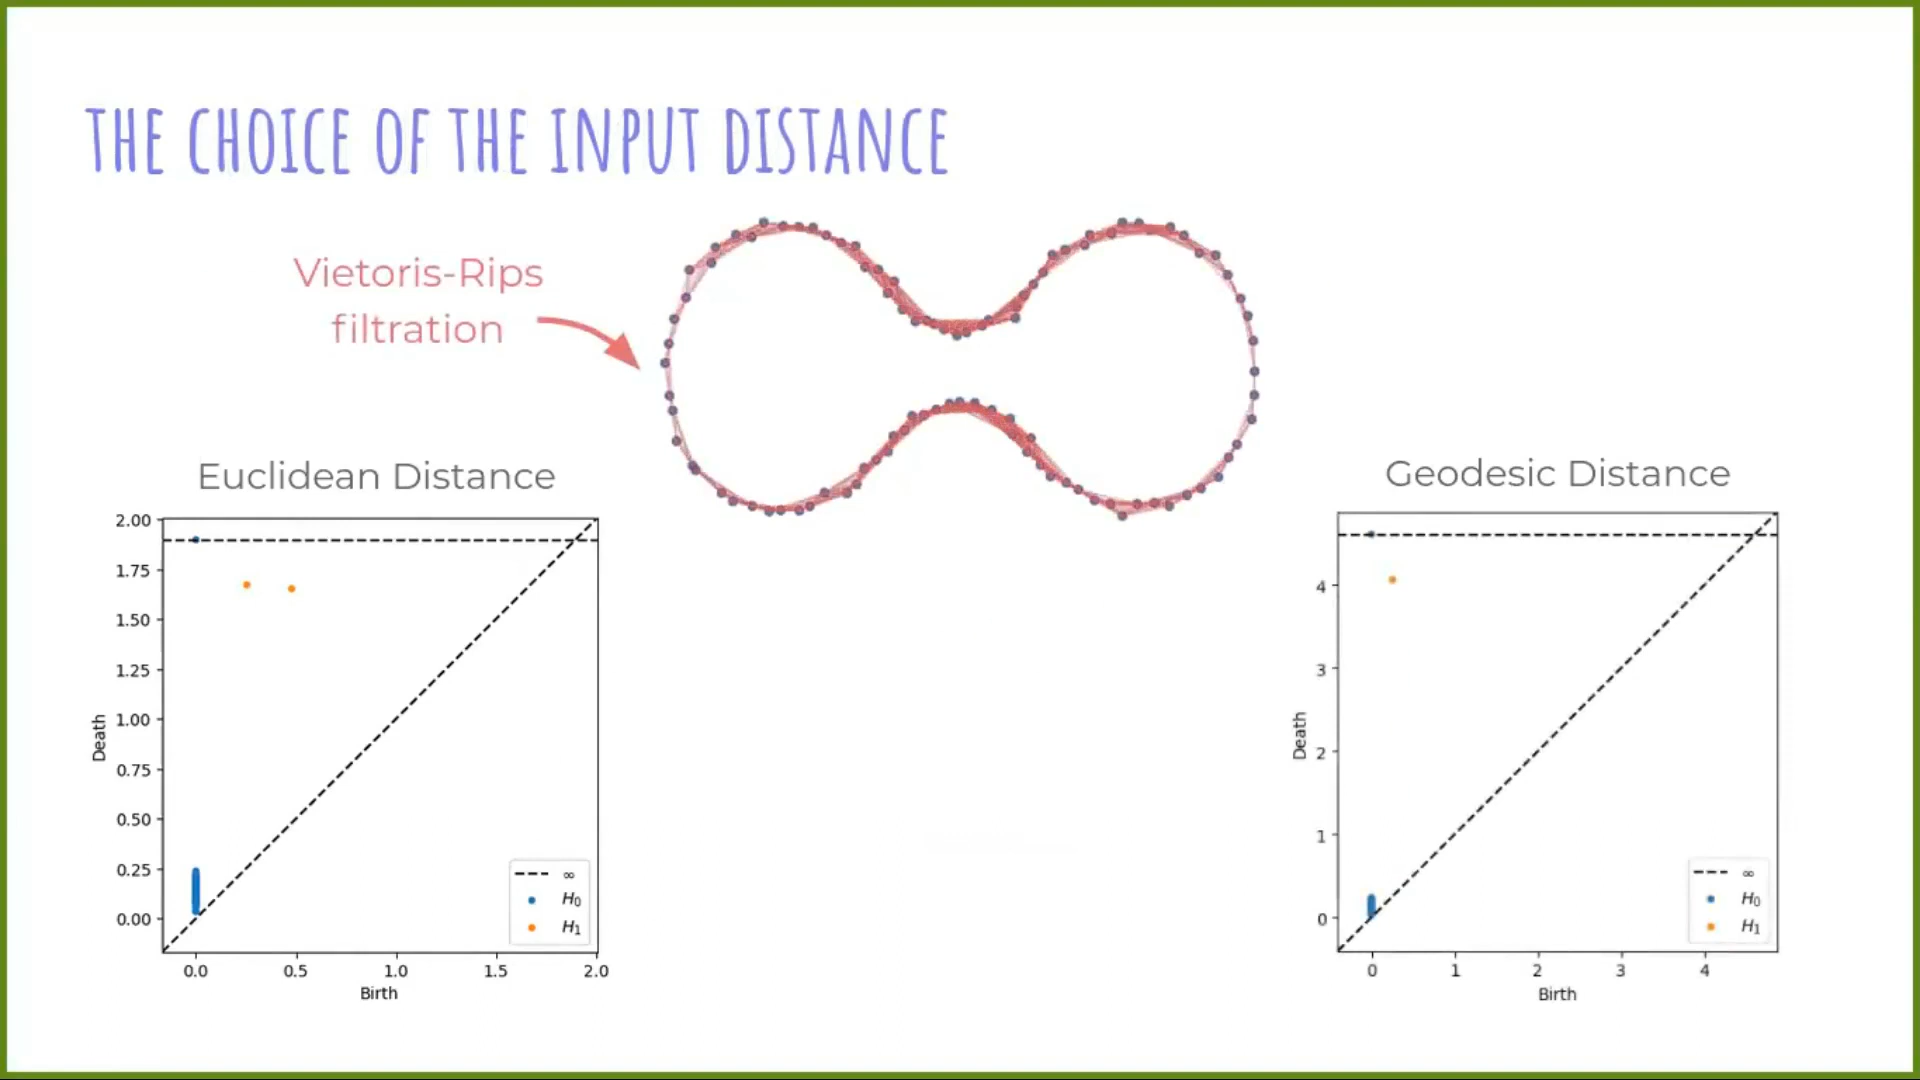 THE CHOICE OF THE INPUT DISTANCE
Vietoris-Rips
filtration
Euclidean Distance
2.00
1.75
1.50
1.25
1.00
0.75
0.50
0.25
0.00
Death
0.0 0.5 1.0 1.5 2.0
Birth
∞
H₀
H₁
Geodesic Distance
4
3
2
1
0
Death
0 1 2 3 4
Birth
∞
H₀
H₁